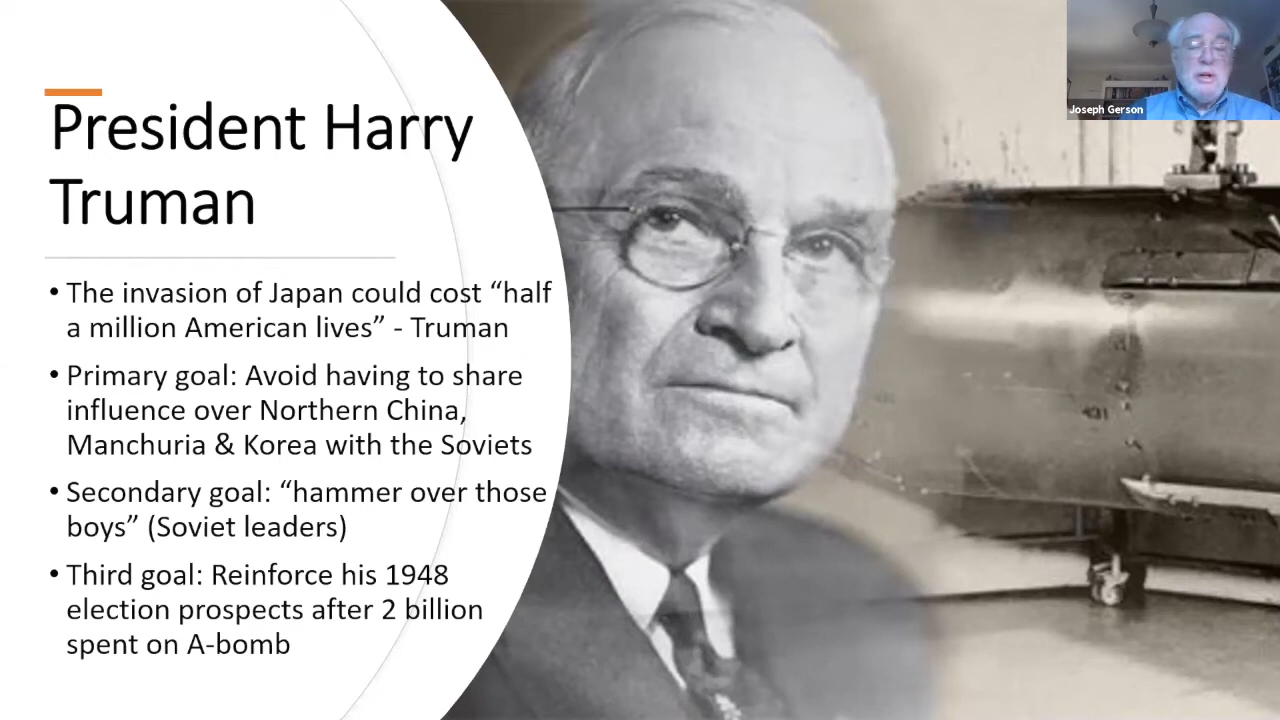 President Harry
Truman
• The invasion of Japan could cost “half
a million American lives” - Truman
• Primary goal: Avoid having to share
influence over Northern China,
Manchuria & Korea with the Soviets
• Secondary goal: “hammer over those
boys” (Soviet leaders)
• Third goal: Reinforce his 1948
election prospects after 2 billion
spent on A-bomb
Joseph Gerson